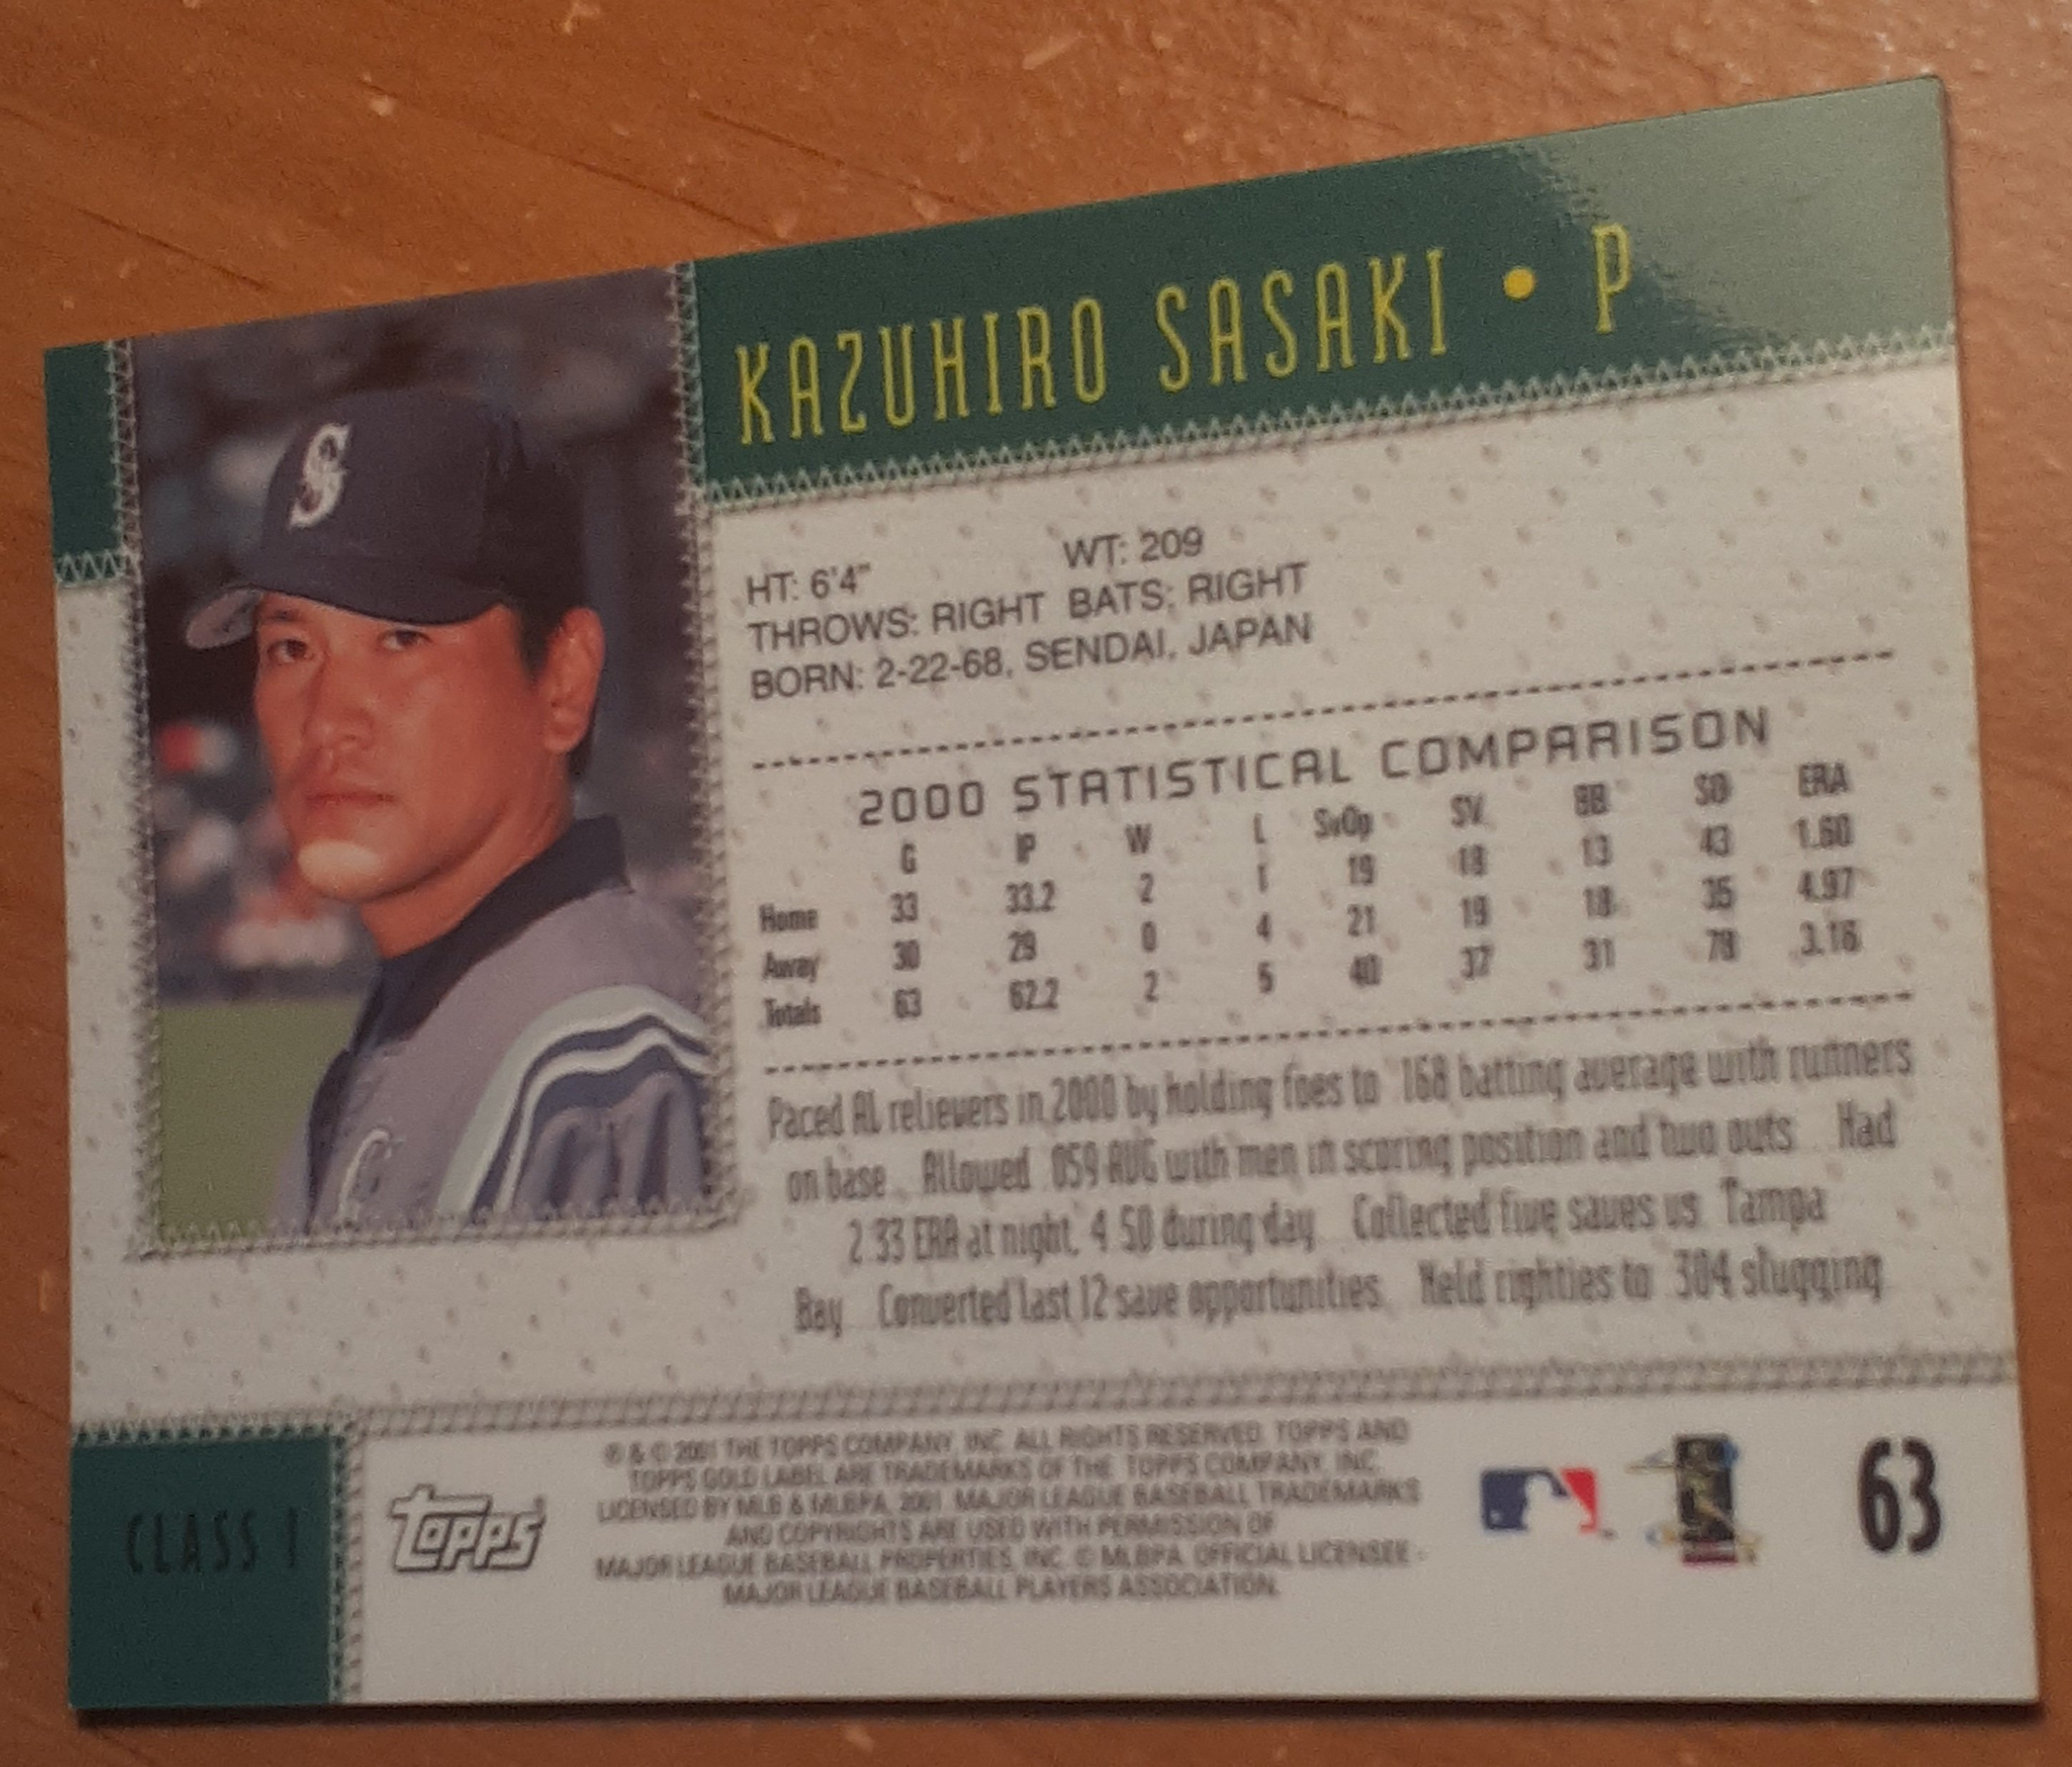 KAZUHIRO SASAKI • P
HT: 6'4" WT: 209
THROWS: RIGHT BATS: RIGHT
BORN: 2-22-68, SENDAI, JAPAN
2000 STATISTICAL COMPARISON
G IP W L SvOp SV BB SO ERA
Home 33 33.2 2 1 19 18 13 43 1.60
Away 30 29 0 4 21 19 18 35 4.97
Totals 63 62.2 2 5 40 37 31 78 3.16
Paced AL relievers in 2000 by holding foes to .168 batting average with runners
on base. Allowed .059 AVG with men in scoring position and two outs. Had
2.33 ERA at night, 4.50 during day. Collected five saves vs. Tampa
Bay. Converted last 12 save opportunities. Held righties to .304 slugging.
CLASS 1
TOPPS
® & © 2001 THE TOPPS COMPANY, INC. ALL RIGHTS RESERVED. TOPPS AND
TOPPS GOLD LABEL ARE TRADEMARKS OF THE TOPPS COMPANY, INC.
LICENSED BY MLB & MLBPA, 2001. MAJOR LEAGUE BASEBALL TRADEMARKS
AND COPYRIGHTS ARE USED WITH PERMISSION OF
MAJOR LEAGUE BASEBALL PROPERTIES, INC. © MLBPA. OFFICIAL LICENSEE -
MAJOR LEAGUE BASEBALL PLAYERS ASSOCIATION.
63